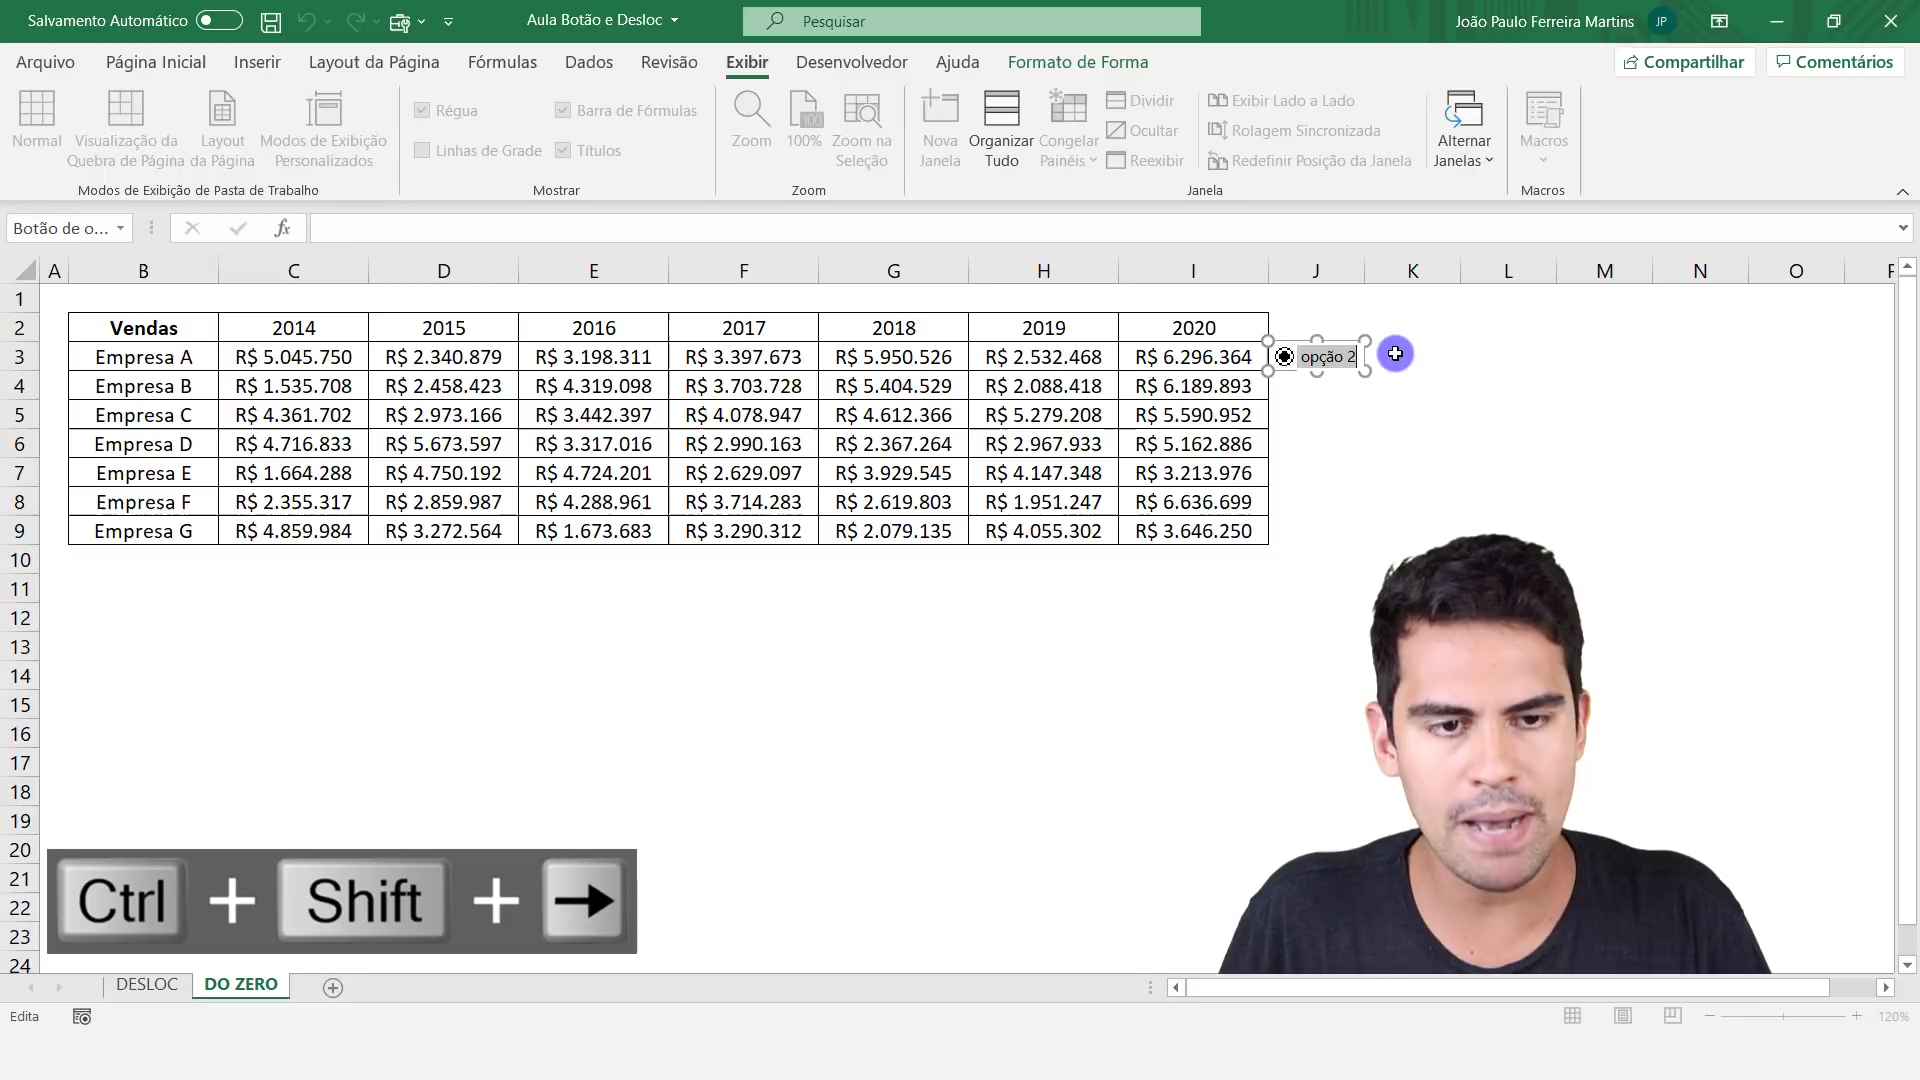 Salvamento Automático
Aula Botão e Desloc
Pesquisar
João Paulo Ferreira Martins
JP
Arquivo
Página Inicial
Inserir
Layout da Página
Fórmulas
Dados
Revisão
Exibir
Desenvolvedor
Ajuda
Formato de Forma
Compartilhar
Comentários
Normal
Visualização da
Quebra de Página
Layout
da Página
Modos de Exibição
Personalizados
Modos de Exibição de Pasta de Trabalho
Régua
Barra de Fórmulas
Linhas de Grade
Títulos
Mostrar
Zoom
100
100%
Zoom na
Seleção
Zoom
Nova
Janela
Organizar
Tudo
Congelar
Painéis
Dividir
Ocultar
Reexibir
Exibir Lado a Lado
Rolagem Sincronizada
Redefinir Posição da Janela
Janela
Alternar
Janelas
Macros
Macros
Botão de o...
fx
A B C D E F G H I J K L M N O
1
2 Vendas 2014 2015 2016 2017 2018 2019 2020
3 Empresa A R$ 5.045.750 R$ 2.340.879 R$ 3.198.311 R$ 3.397.673 R$ 5.950.526 R$ 2.532.468 R$ 6.296.364 opção 2
4 Empresa B R$ 1.535.708 R$ 2.458.423 R$ 4.319.098 R$ 3.703.728 R$ 5.404.529 R$ 2.088.418 R$ 6.189.893
5 Empresa C R$ 4.361.702 R$ 2.973.166 R$ 3.442.397 R$ 4.078.947 R$ 4.612.366 R$ 5.279.208 R$ 5.590.952
6 Empresa D R$ 4.716.833 R$ 5.673.597 R$ 3.317.016 R$ 2.990.163 R$ 2.367.264 R$ 2.967.933 R$ 5.162.886
7 Empresa E R$ 1.664.288 R$ 4.750.192 R$ 4.724.201 R$ 2.629.097 R$ 3.929.545 R$ 4.147.348 R$ 3.213.976
8 Empresa F R$ 2.355.317 R$ 2.859.987 R$ 4.288.961 R$ 3.714.283 R$ 2.619.803 R$ 1.951.247 R$ 6.636.699
9 Empresa G R$ 4.859.984 R$ 3.272.564 R$ 1.673.683 R$ 3.290.312 R$ 2.079.135 R$ 4.055.302 R$ 3.646.250
10
11
12
13
14
15
16
17
18
19
20
21
22
23
24
Ctrl + Shift + →
DESLOC
DO ZERO
Edita
120%